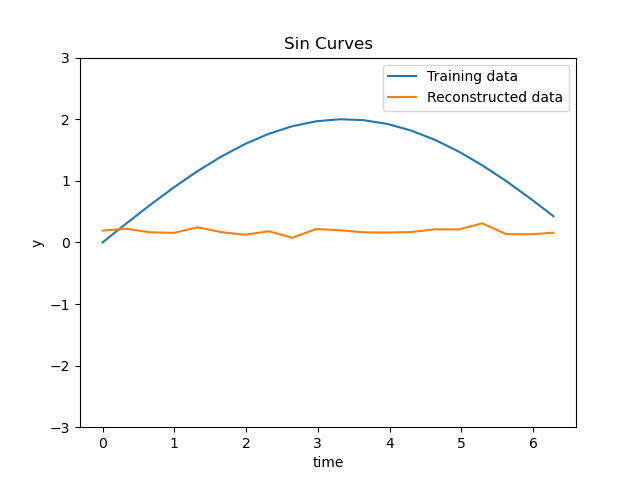 Sin Curves
Training data
Reconstructed data
3
2
1
0
−1
−2
−3
y
0 1 2 3 4 5 6
time